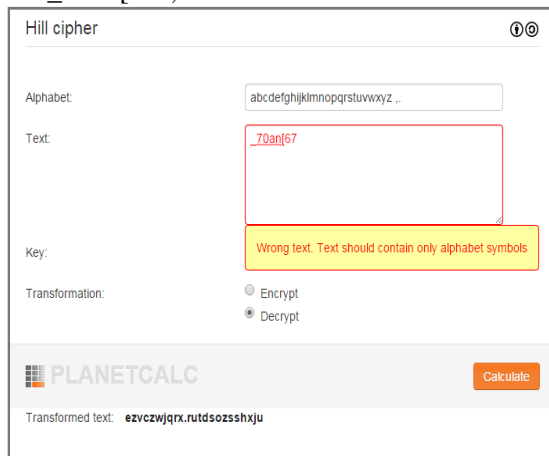 Hill cipher
Alphabet: abcdefghijklmnopqrstuvwxyz ,.
Text: _70an[67
Key: Wrong text. Text should contain only alphabet symbols
Transformation: Encrypt
Decrypt
PLANETCALC Calculate
Transformed text: ezvczwjqrx.rutdsozsshxju